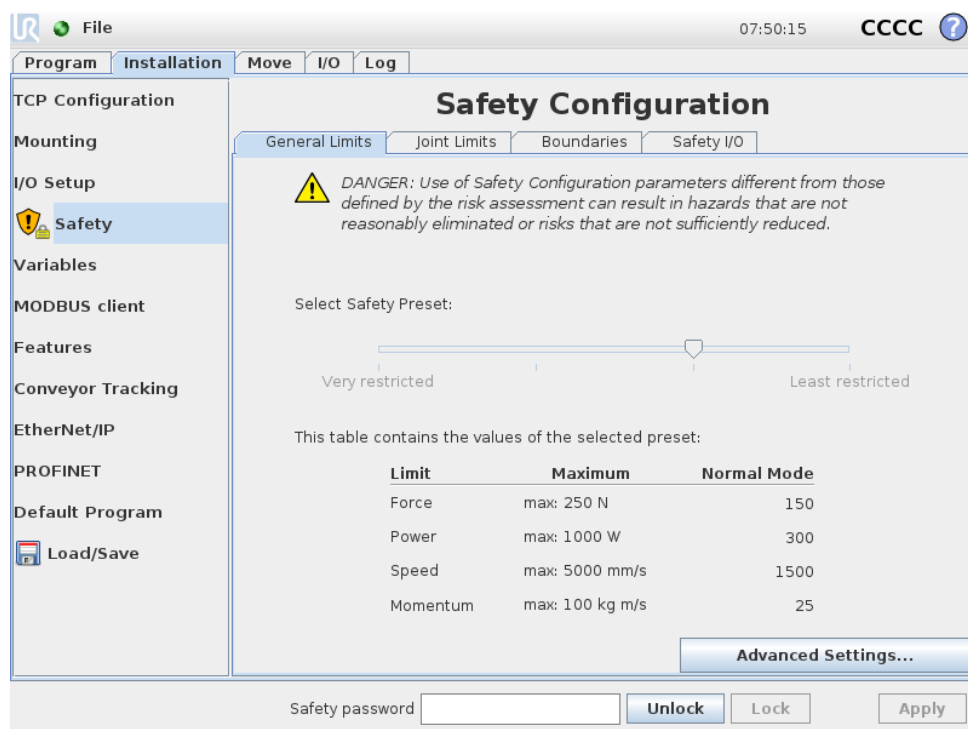 UR File 07:50:15 CCCC ?
Program Installation Move I/O Log
TCP Configuration
Mounting
I/O Setup
Safety
Variables
MODBUS client
Features
Conveyor Tracking
EtherNet/IP
PROFINET
Default Program
Load/Save
Safety Configuration
General Limits Joint Limits Boundaries Safety I/O
DANGER: Use of Safety Configuration parameters different from those
defined by the risk assessment can result in hazards that are not
reasonably eliminated or risks that are not sufficiently reduced.
Select Safety Preset:
Very restricted Least restricted
This table contains the values of the selected preset:
Limit Maximum Normal Mode
Force max: 250 N 150
Power max: 1000 W 300
Speed max: 5000 mm/s 1500
Momentum max: 100 kg m/s 25
Advanced Settings...
Safety password Unlock Lock Apply